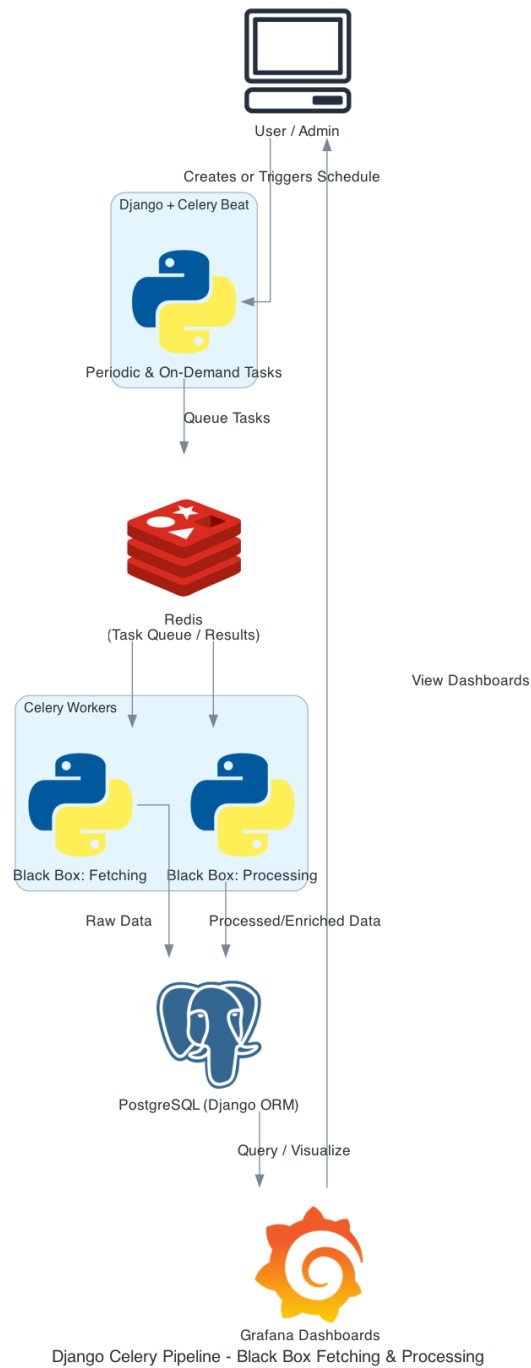 User / Admin
Creates or Triggers Schedule
Django + Celery Beat
Periodic & On-Demand Tasks
Queue Tasks
Redis
(Task Queue / Results)
View Dashboards
Celery Workers
Black Box: Fetching
Black Box: Processing
Raw Data
Processed/Enriched Data
PostgreSQL (Django ORM)
Query / Visualize
Grafana Dashboards
Django Celery Pipeline - Black Box Fetching & Processing